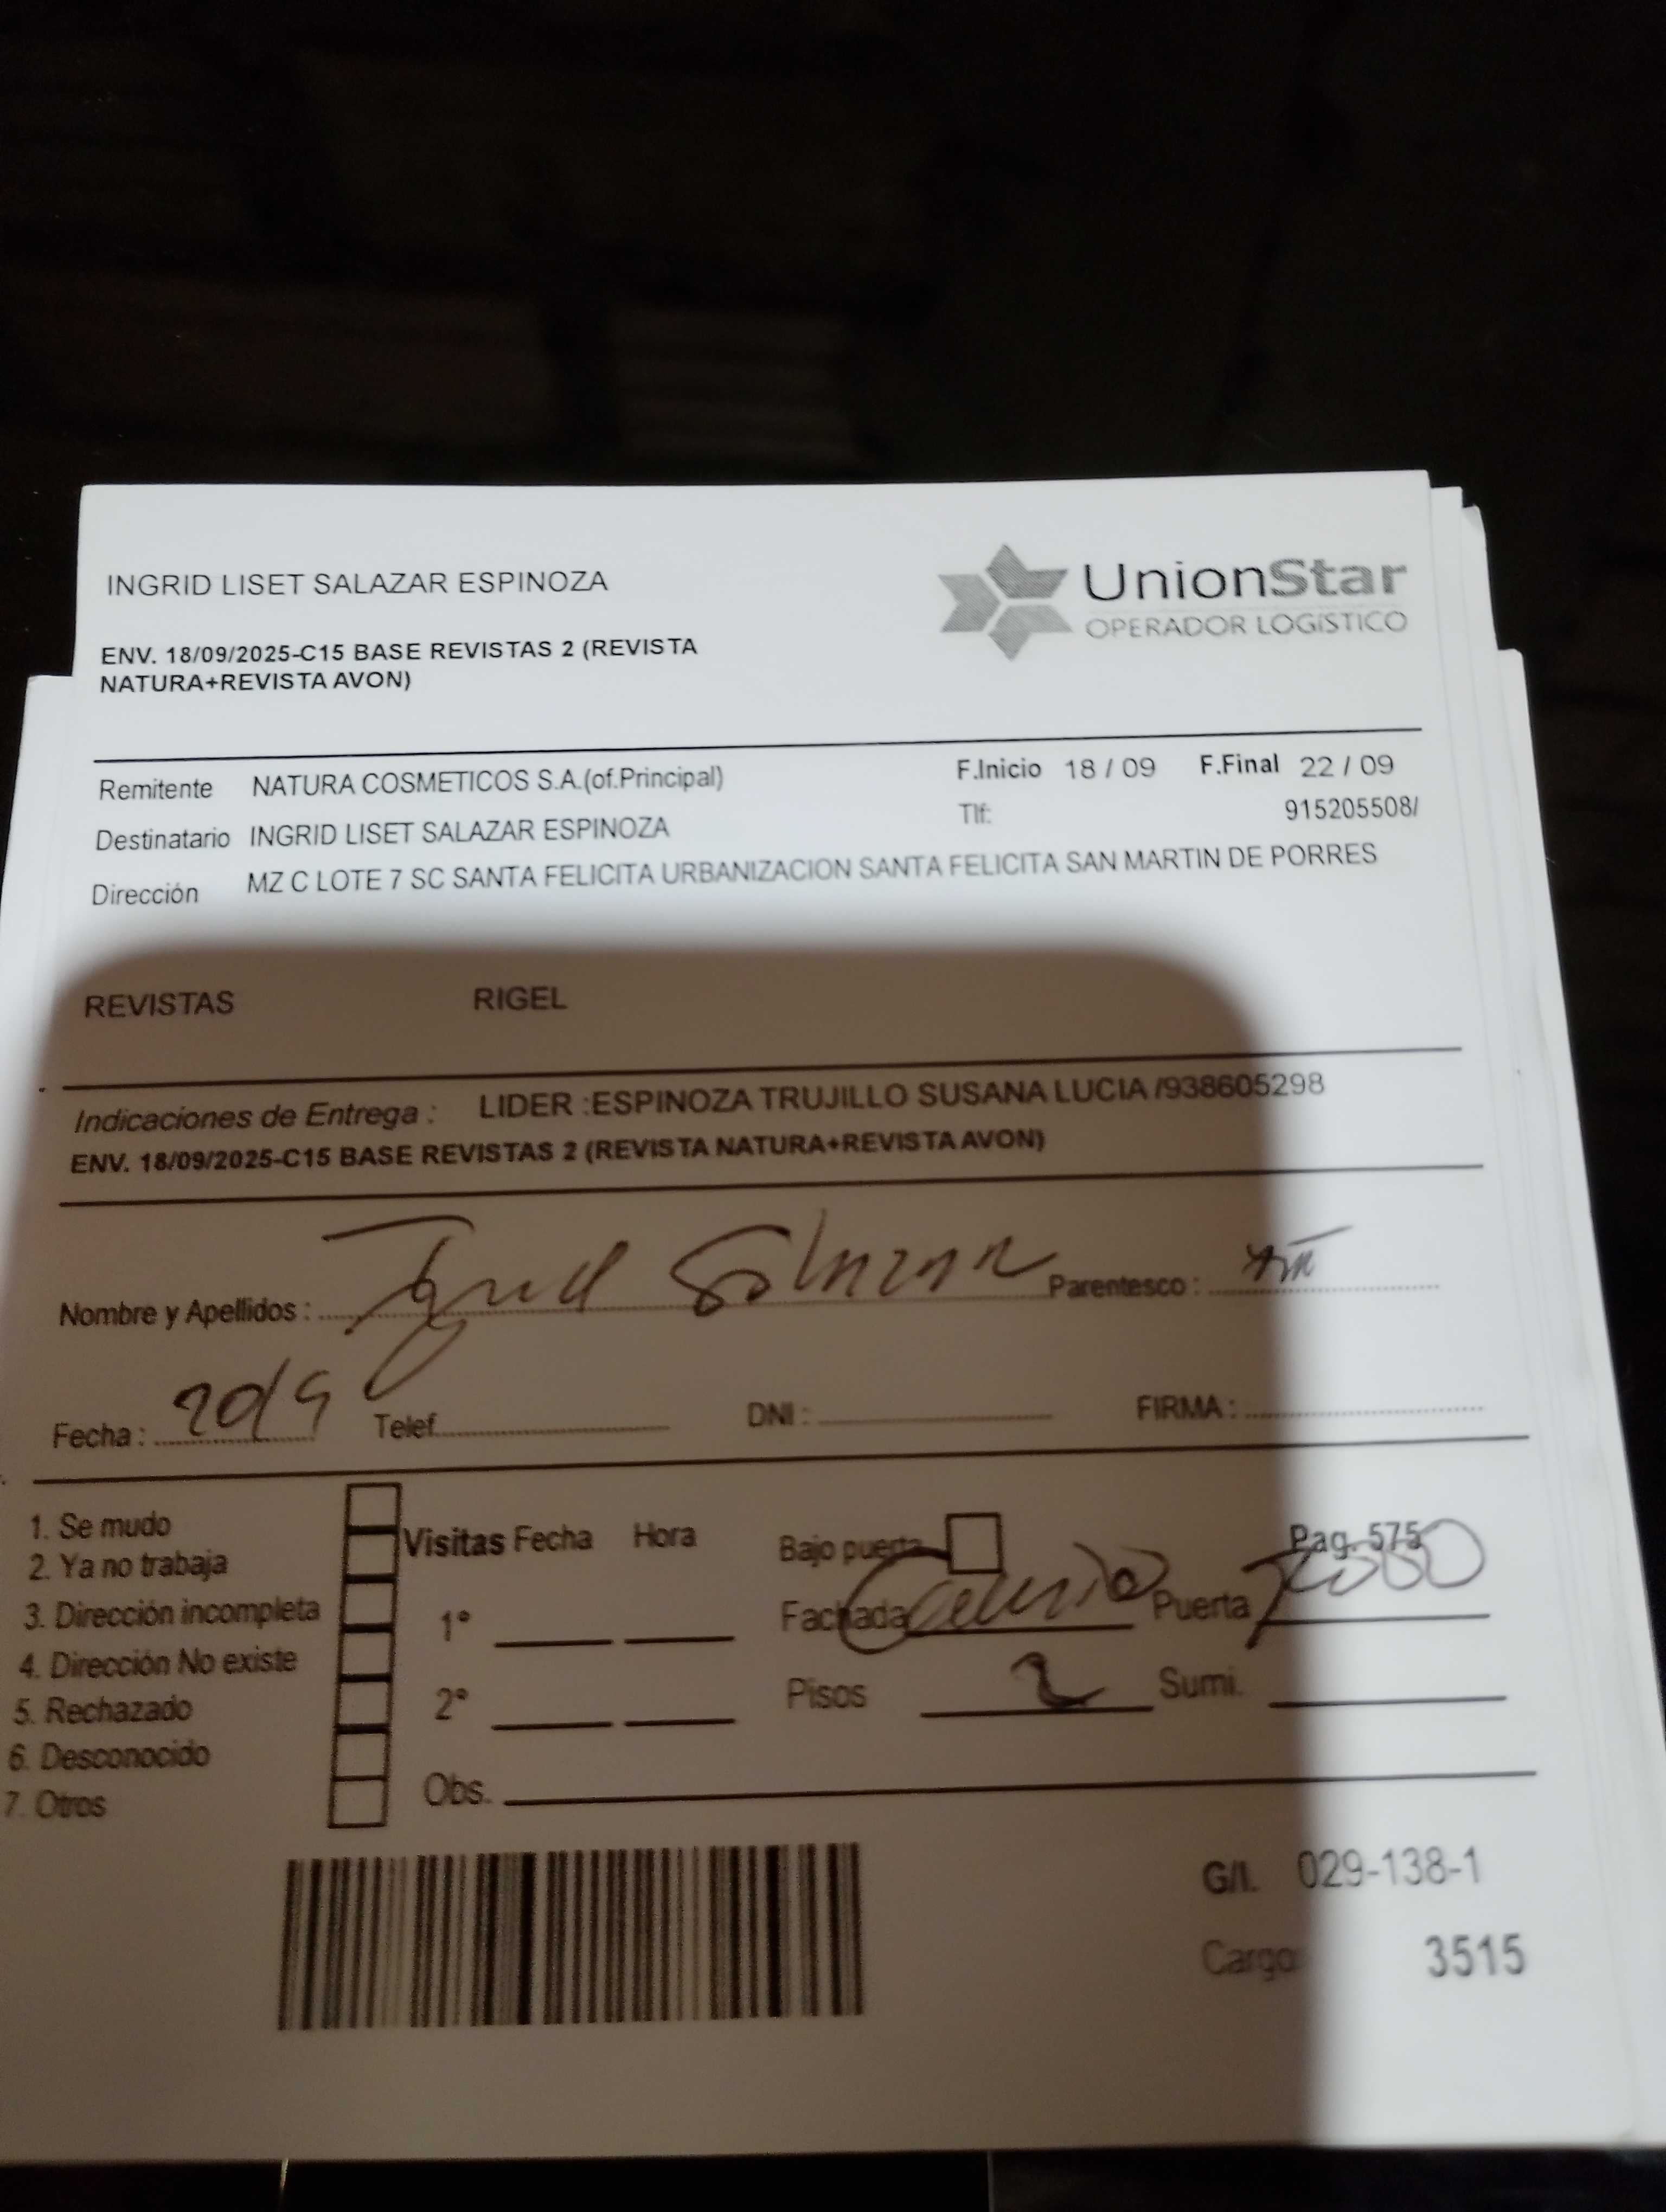 INGRID LISET SALAZAR ESPINOZA
UnionStar
OPERADOR LOGÍSTICO
ENV. 18/09/2025-C15 BASE REVISTAS 2 (REVISTA
NATURA+REVISTA AVON)
Remitente NATURA COSMETICOS S.A.(of.Principal) F.Inicio 18 / 09 F.Final 22 / 09
Destinatario INGRID LISET SALAZAR ESPINOZA Tlf: 915205508/
Dirección MZ C LOTE 7 SC SANTA FELICITA URBANIZACION SANTA FELICITA SAN MARTIN DE PORRES
REVISTAS RIGEL
Indicaciones de Entrega : LIDER :ESPINOZA TRUJILLO SUSANA LUCIA /938605298
ENV. 18/09/2025-C15 BASE REVISTAS 2 (REVISTA NATURA+REVISTA AVON)
Nombre y Apellidos : Parentesco :
Fecha : 20/9 Telef. DNI : FIRMA :
1. Se mudo
2. Ya no trabaja
3. Dirección incompleta
4. Dirección No existe
5. Rechazado
6. Desconocido
7. Otros
Visitas Fecha Hora
1°
2°
Obs.
Bajo puerta Pag. 575
Fachada Puerta
Pisos 2 Sumi.
G/I. 029-138-1
Cargo 3515